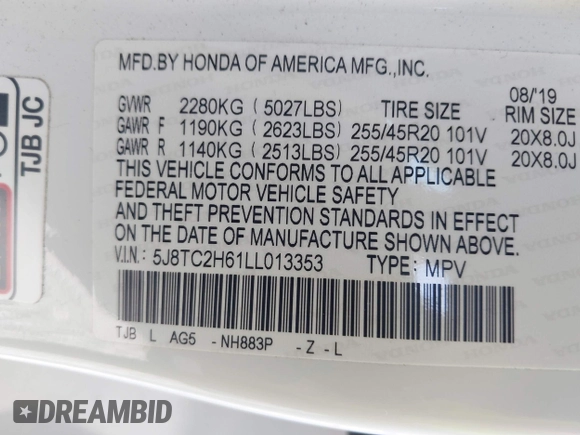 MFD.BY HONDA OF AMERICA MFG.,INC.
08/'19
GVWR 2280KG ( 5027LBS) TIRE SIZE RIM SIZE
GAWR F 1190KG ( 2623LBS) 255/45R20 101V 20X8.0J
GAWR R 1140KG ( 2513LBS) 255/45R20 101V 20X8.0J
THIS VEHICLE CONFORMS TO ALL APPLICABLE
FEDERAL MOTOR VEHICLE SAFETY
AND THEFT PREVENTION STANDARDS IN EFFECT
ON THE DATE OF MANUFACTURE SHOWN ABOVE.
V.I.N.: 5J8TC2H61LL013353 TYPE: MPV
TJB L AG5 -NH883P -Z-L
TJB JC
DREAMBID